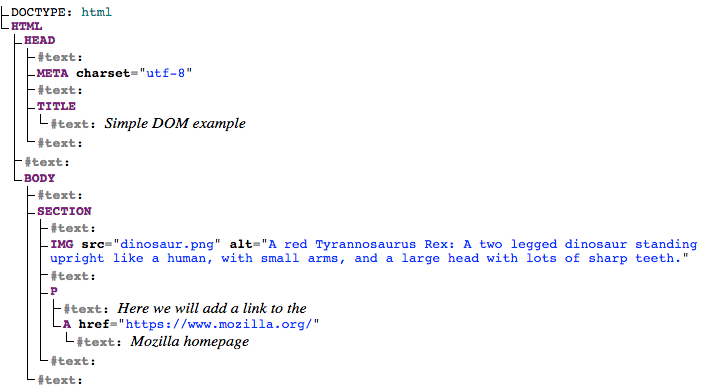 DOCTYPE: html
HTML
HEAD
#text:
META charset="utf-8"
#text:
TITLE
#text: Simple DOM example
#text:
#text:
BODY
#text:
SECTION
#text:
IMG src="dinosaur.png" alt="A red Tyrannosaurus Rex: A two legged dinosaur standing
upright like a human, with small arms, and a large head with lots of sharp teeth."
#text:
P
#text: Here we will add a link to the
A href="https://www.mozilla.org/"
#text: Mozilla homepage
#text:
#text: